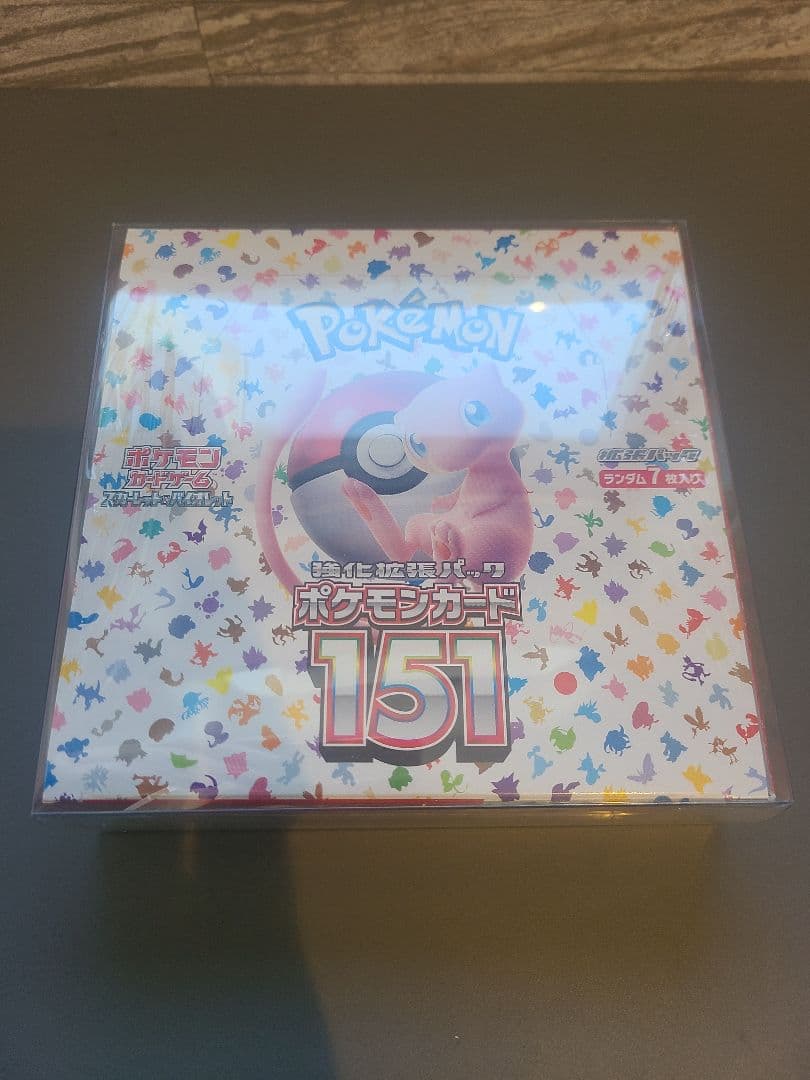 POKéMON
ポケモン
カードゲーム
スカーレット&バイオレット
拡張パック
ランダム7枚入り
強化拡張パック
ポケモンカード
151